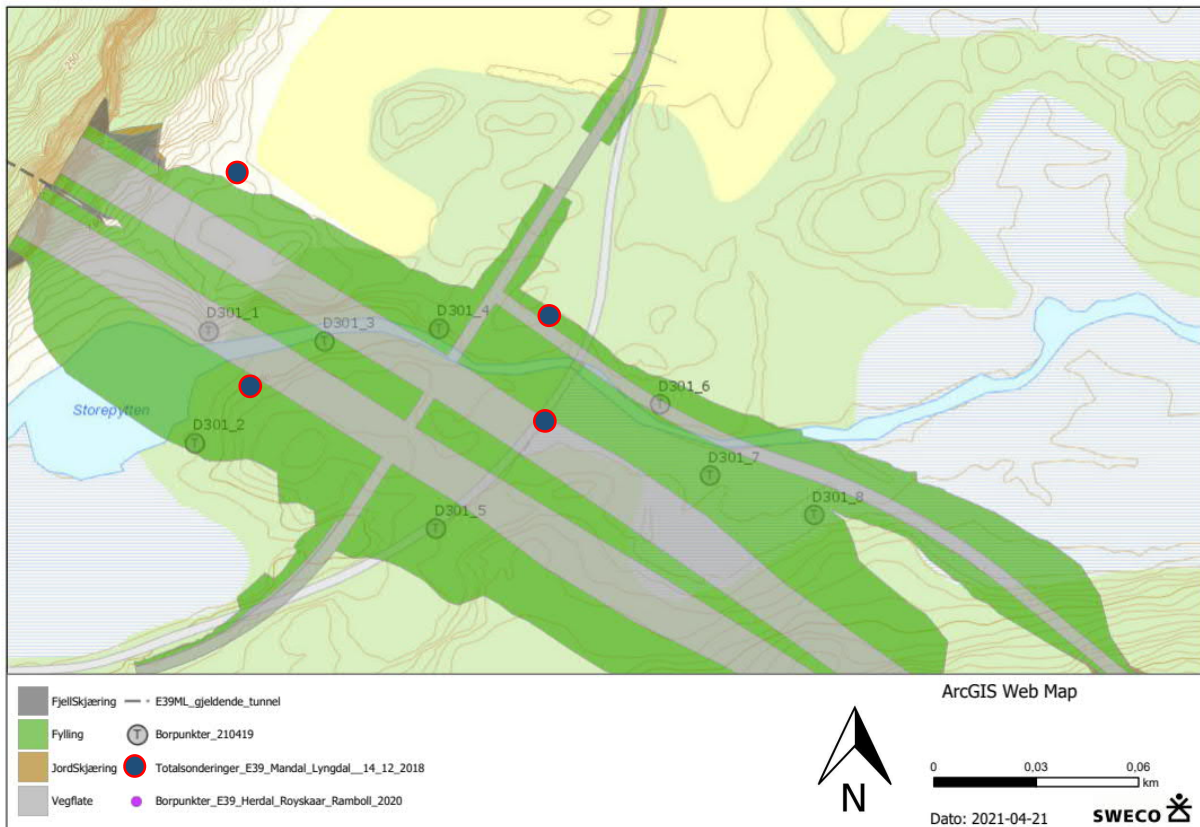 250
D301_1
D301_3
D301_4
D301_6
Storepytten
D301_2
D301_7
D301_8
D301_5
FjellSkjæring
E39ML_gjeldende_tunnel
Fylling
T Borpunkter_210419
JordSkjæring
Totalsonderinger_E39_Mandal_Lyngdal__14_12_2018
Vegflate
Borpunkter_E39_Herdal_Royskaar_Ramboll_2020
ArcGIS Web Map
N
0 0,03 0,06
km
Dato: 2021-04-21
SWECO